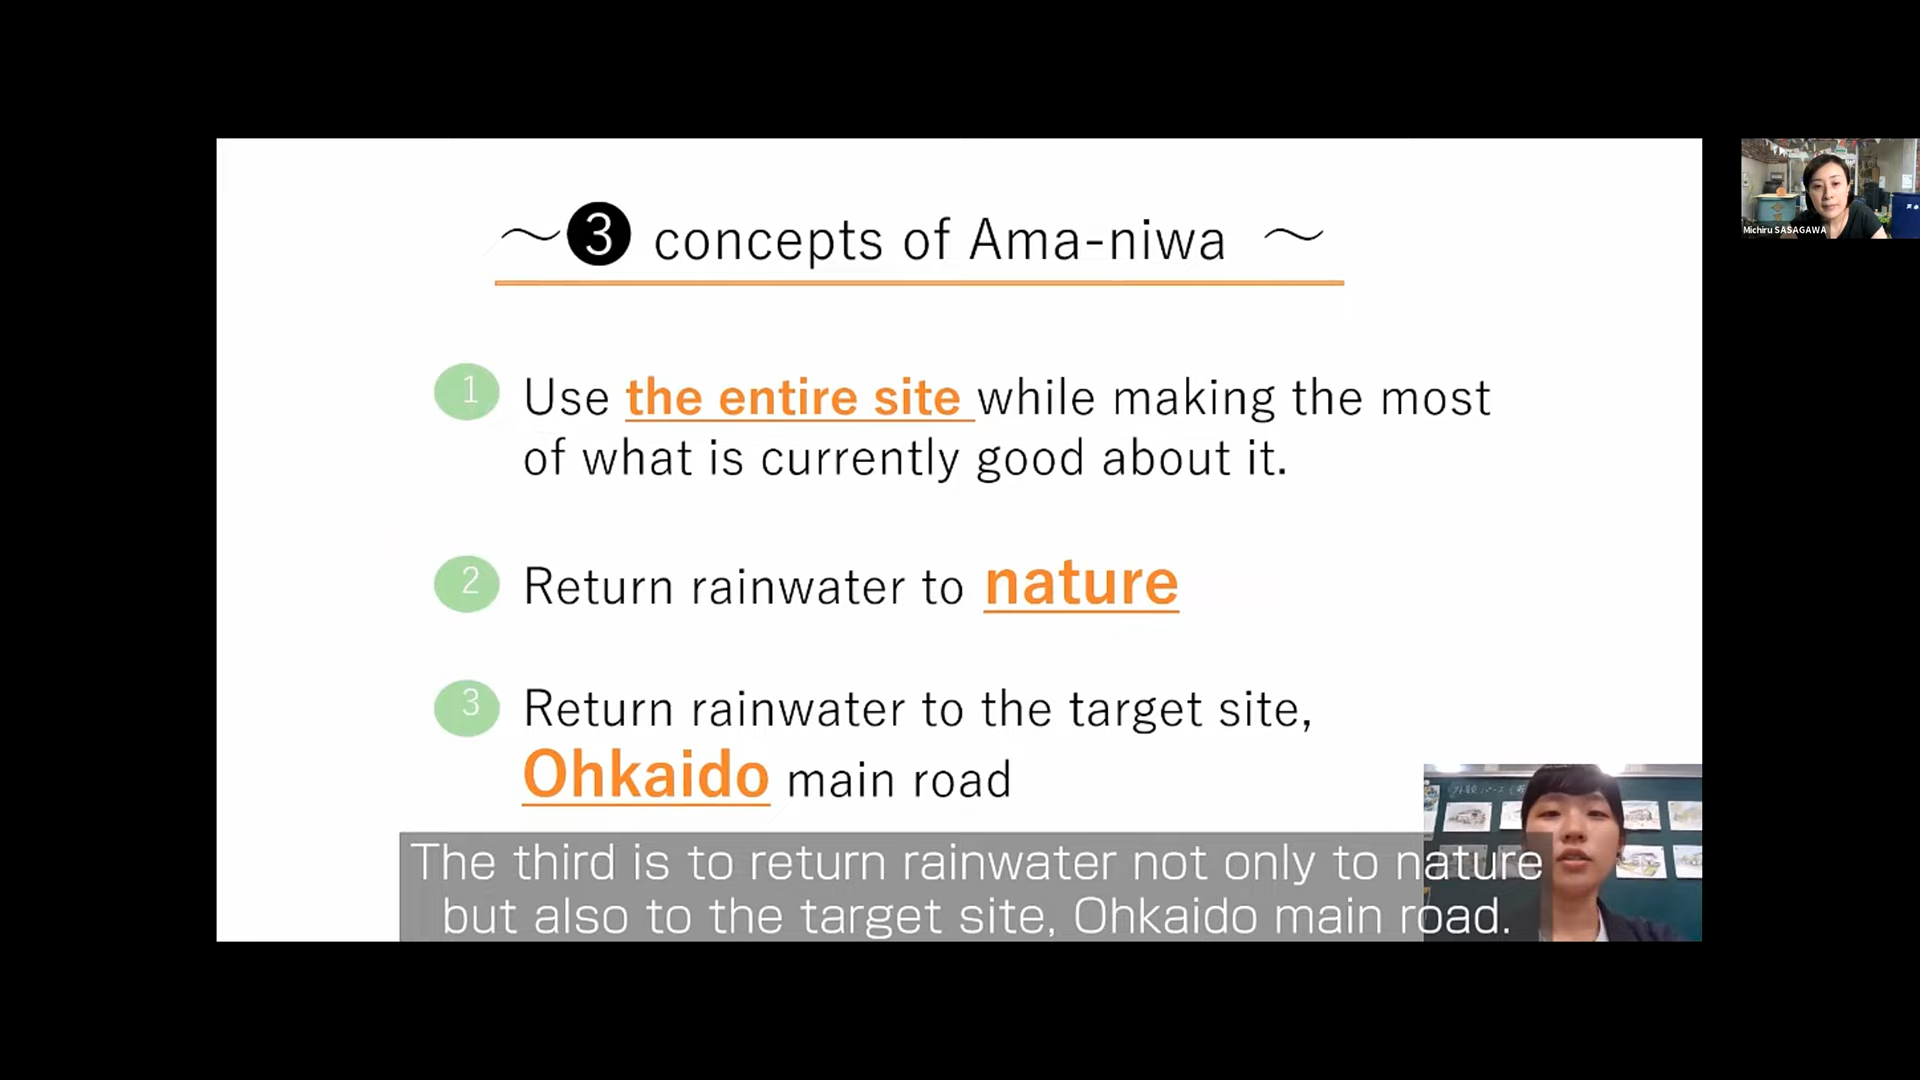 ～3 concepts of Ama-niwa ～
1 Use the entire site while making the most
of what is currently good about it.
2 Return rainwater to nature
3 Return rainwater to the target site,
Ohkaido main road
The third is to return rainwater not only to nature
but also to the target site, Ohkaido main road.
Michiru SASAGAWA